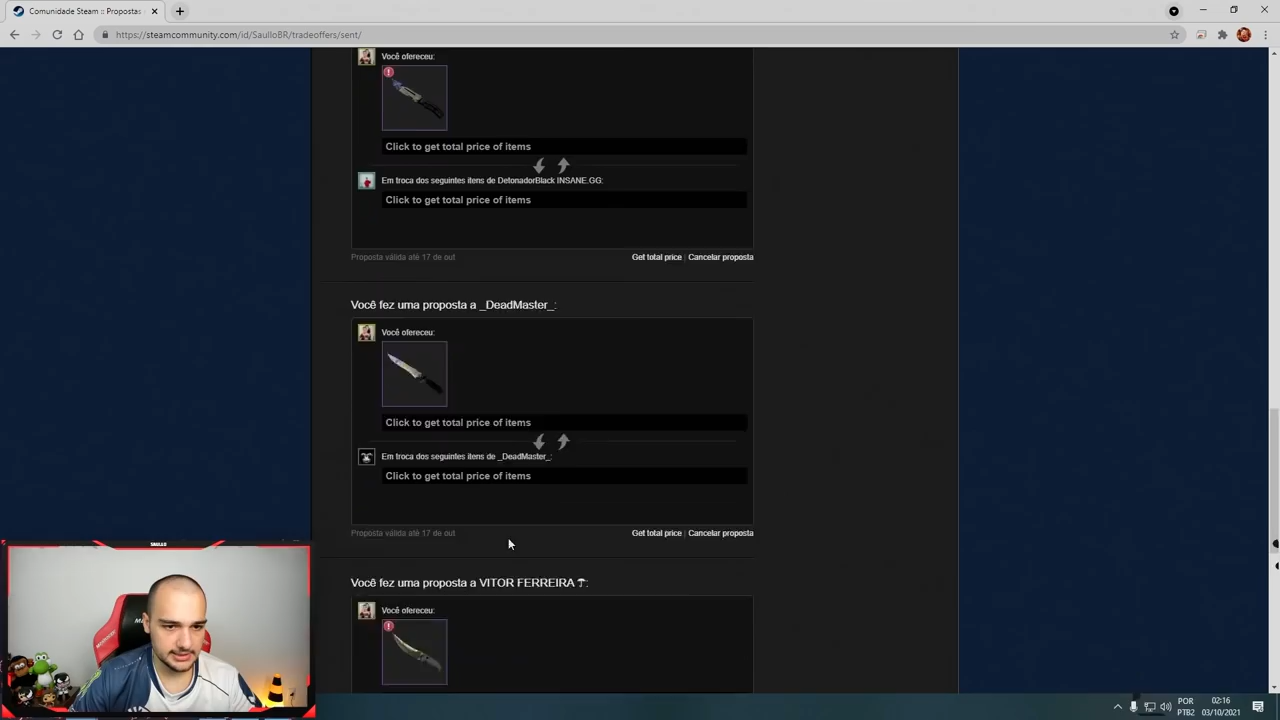 Comunidade Steam :: Propostas
https://steamcommunity.com/id/SaulloBR/tradeoffers/sent/
Você ofereceu:
Click to get total price of items
Em troca dos seguintes itens de DetonadorBlack INSANE.GG:
Click to get total price of items
Proposta válida até 17 de out
Get total price | Cancelar proposta
Você fez uma proposta a _DeadMaster_:
Você ofereceu:
Click to get total price of items
Em troca dos seguintes itens de _DeadMaster_:
Click to get total price of items
Proposta válida até 17 de out
Get total price | Cancelar proposta
Você fez uma proposta a VITOR FERREIRA☂:
Você ofereceu:
SAULLO
POR
PTB2
02:16
03/10/2021